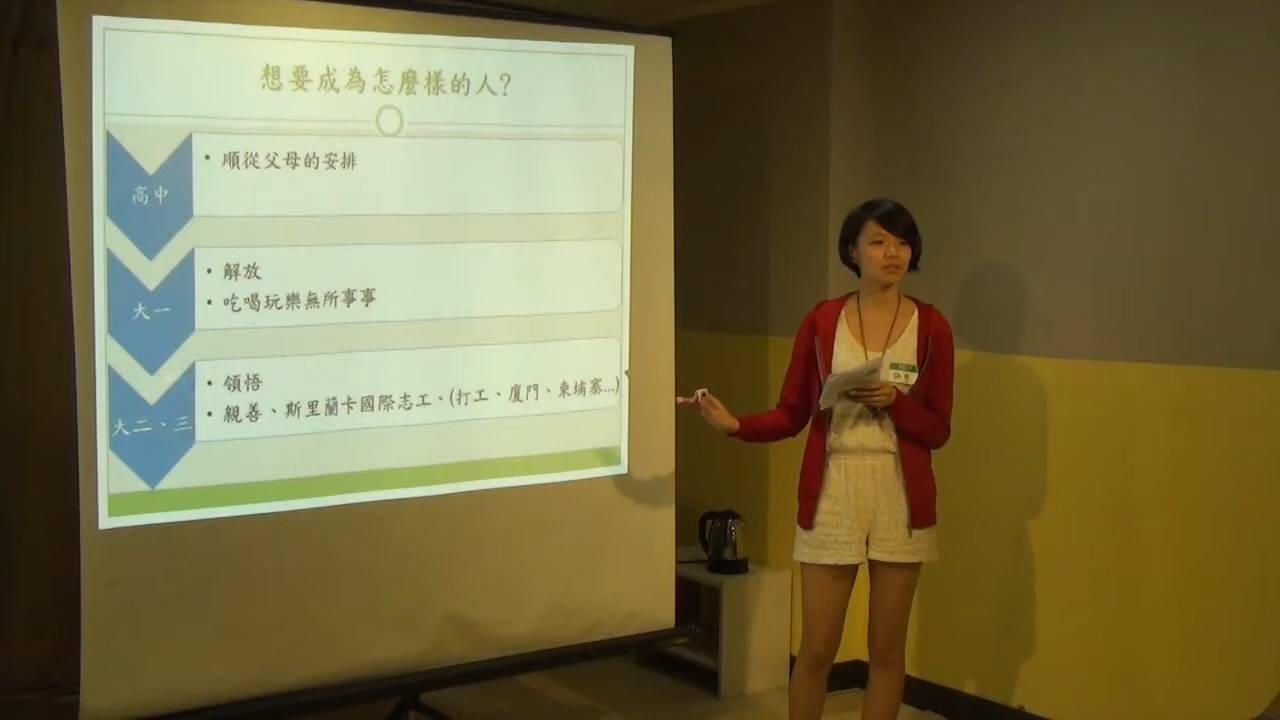 想要成為怎麼樣的人?
高中
• 順從父母的安排
大一
• 解放
• 吃喝玩樂無所事事
大二、三
• 領悟
• 親善、斯里蘭卡國際志工、(打工、廈門、柬埔寨...)